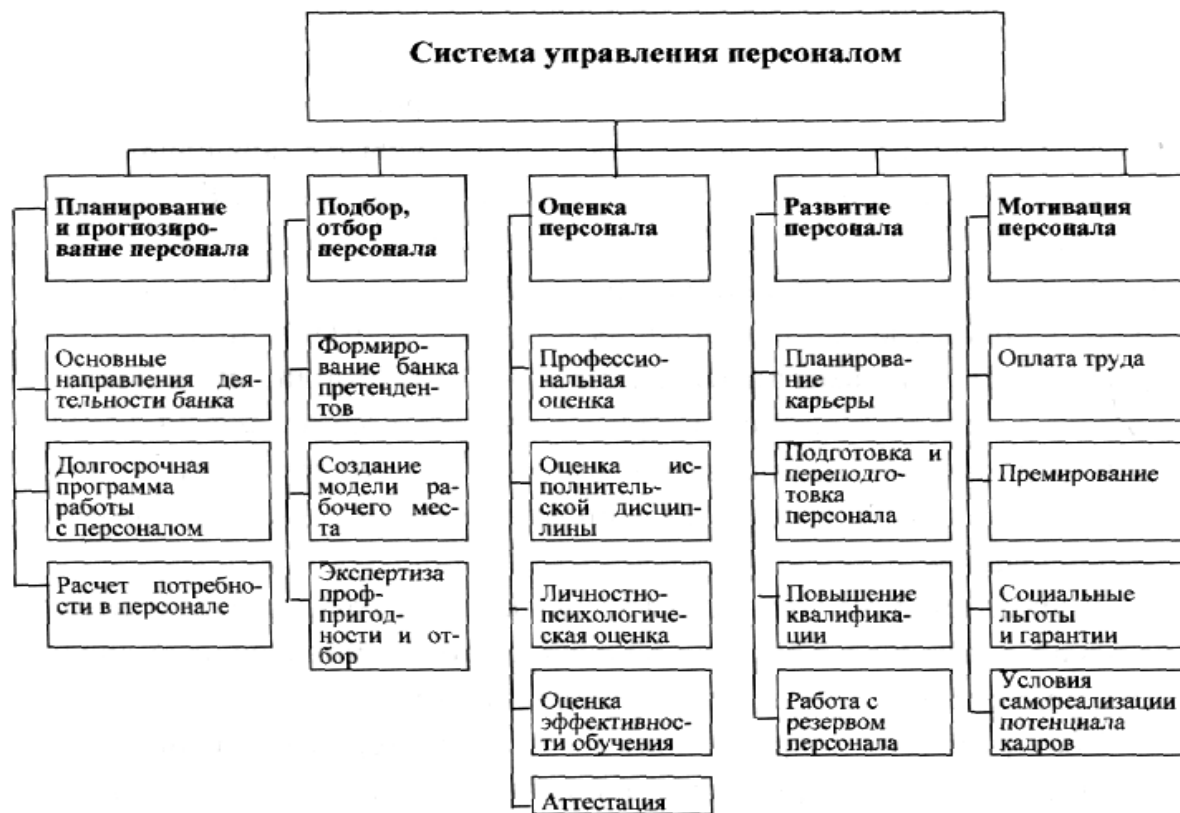 Система управления персоналом
Планирование
и прогнозиро-
вание персонала
Подбор,
отбор
персонала
Оценка
персонала
Развитие
персонала
Мотивация
персонала
Основные
направления дея-
тельности банка
Долгосрочная
программа
работы
с персоналом
Расчет потребно-
сти в персонале
Формиро-
вание банка
претенден-
тов
Создание
модели ра-
бочего мес-
та
Экспертиза
проф-
пригод-
ности и от-
бор
Професси-
ональная
оценка
Оценка ис-
полнитель-
ской дисцип-
лины
Личностно-
психологиче-
ская оценка
Оценка
эффективнос-
ти обучения
Аттестация
Планирова-
ние
карьеры
Подготовка и
переподго-
товка
персонала
Повышение
квалифика-
ции
Работа с
резервом
персонала
Оплата труда
Премирование
Социальные
льготы
и гарантии
Условия
самореализации
потенциала
кадров